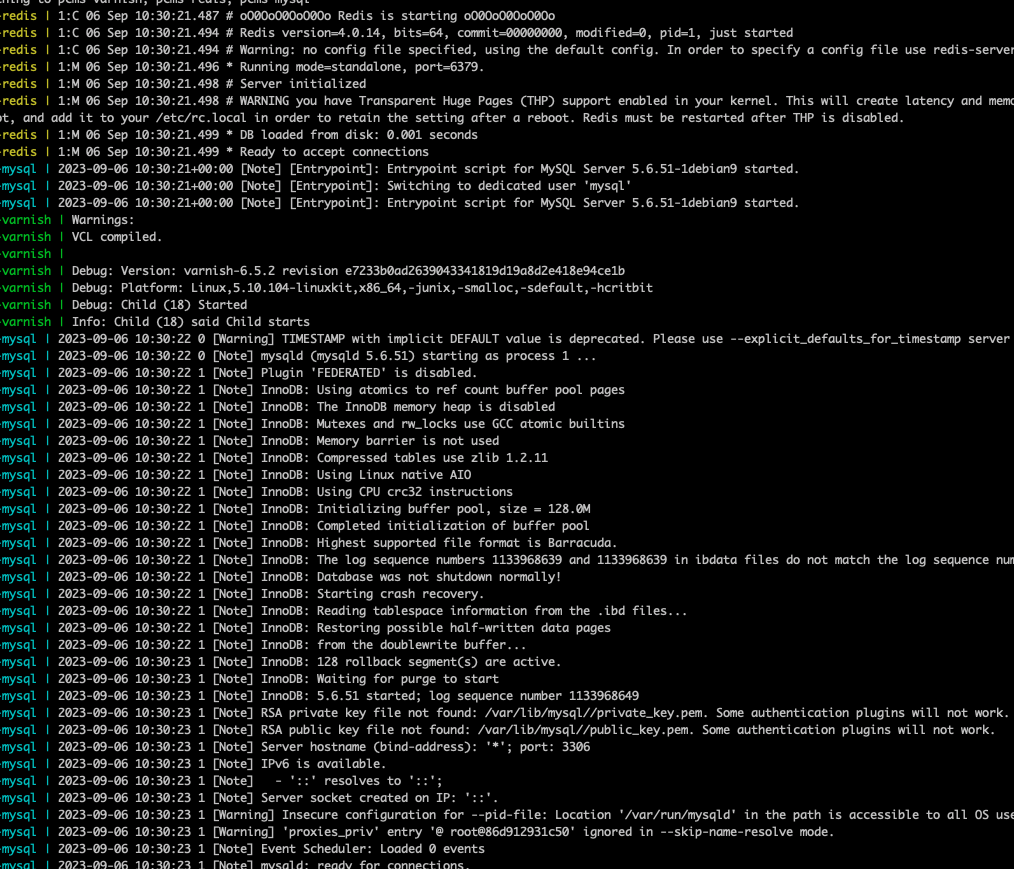 hing to pcms varnish, pcms redis, pcms mysql
-redis | 1:C 06 Sep 10:30:21.487 # oO0OoO0OoO0Oo Redis is starting oO0OoO0OoO0Oo
-redis | 1:C 06 Sep 10:30:21.494 # Redis version=4.0.14, bits=64, commit=00000000, modified=0, pid=1, just started
-redis | 1:C 06 Sep 10:30:21.494 # Warning: no config file specified, using the default config. In order to specify a config file use redis-server
-redis | 1:M 06 Sep 10:30:21.496 * Running mode=standalone, port=6379.
-redis | 1:M 06 Sep 10:30:21.498 # Server initialized
-redis | 1:M 06 Sep 10:30:21.498 # WARNING you have Transparent Huge Pages (THP) support enabled in your kernel. This will create latency and memo
ot, and add it to your /etc/rc.local in order to retain the setting after a reboot. Redis must be restarted after THP is disabled.
-redis | 1:M 06 Sep 10:30:21.499 * DB loaded from disk: 0.001 seconds
-redis | 1:M 06 Sep 10:30:21.499 * Ready to accept connections
-mysql | 2023-09-06 10:30:21+00:00 [Note] [Entrypoint]: Entrypoint script for MySQL Server 5.6.51-1debian9 started.
-mysql | 2023-09-06 10:30:21+00:00 [Note] [Entrypoint]: Switching to dedicated user 'mysql'
-mysql | 2023-09-06 10:30:21+00:00 [Note] [Entrypoint]: Entrypoint script for MySQL Server 5.6.51-1debian9 started.
-varnish | Warnings:
-varnish | VCL compiled.
-varnish |
-varnish | Debug: Version: varnish-6.5.2 revision e7233b0ad2639043341819d19a8d2e418e94ce1b
-varnish | Debug: Platform: Linux,5.10.104-linuxkit,x86_64,-junix,-smalloc,-sdefault,-hcritbit
-varnish | Debug: Child (18) Started
-varnish | Info: Child (18) said Child starts
-mysql | 2023-09-06 10:30:22 0 [Warning] TIMESTAMP with implicit DEFAULT value is deprecated. Please use --explicit_defaults_for_timestamp server
-mysql | 2023-09-06 10:30:22 0 [Note] mysqld (mysqld 5.6.51) starting as process 1 ...
-mysql | 2023-09-06 10:30:22 1 [Note] Plugin 'FEDERATED' is disabled.
-mysql | 2023-09-06 10:30:22 1 [Note] InnoDB: Using atomics to ref count buffer pool pages
-mysql | 2023-09-06 10:30:22 1 [Note] InnoDB: The InnoDB memory heap is disabled
-mysql | 2023-09-06 10:30:22 1 [Note] InnoDB: Mutexes and rw_locks use GCC atomic builtins
-mysql | 2023-09-06 10:30:22 1 [Note] InnoDB: Memory barrier is not used
-mysql | 2023-09-06 10:30:22 1 [Note] InnoDB: Compressed tables use zlib 1.2.11
-mysql | 2023-09-06 10:30:22 1 [Note] InnoDB: Using Linux native AIO
-mysql | 2023-09-06 10:30:22 1 [Note] InnoDB: Using CPU crc32 instructions
-mysql | 2023-09-06 10:30:22 1 [Note] InnoDB: Initializing buffer pool, size = 128.0M
-mysql | 2023-09-06 10:30:22 1 [Note] InnoDB: Completed initialization of buffer pool
-mysql | 2023-09-06 10:30:22 1 [Note] InnoDB: Highest supported file format is Barracuda.
-mysql | 2023-09-06 10:30:22 1 [Note] InnoDB: The log sequence numbers 1133968639 and 1133968639 in ibdata files do not match the log sequence num
-mysql | 2023-09-06 10:30:22 1 [Note] InnoDB: Database was not shutdown normally!
-mysql | 2023-09-06 10:30:22 1 [Note] InnoDB: Starting crash recovery.
-mysql | 2023-09-06 10:30:22 1 [Note] InnoDB: Reading tablespace information from the .ibd files...
-mysql | 2023-09-06 10:30:22 1 [Note] InnoDB: Restoring possible half-written data pages
-mysql | 2023-09-06 10:30:22 1 [Note] InnoDB: from the doublewrite buffer...
-mysql | 2023-09-06 10:30:23 1 [Note] InnoDB: 128 rollback segment(s) are active.
-mysql | 2023-09-06 10:30:23 1 [Note] InnoDB: Waiting for purge to start
-mysql | 2023-09-06 10:30:23 1 [Note] InnoDB: 5.6.51 started; log sequence number 1133968649
-mysql | 2023-09-06 10:30:23 1 [Note] RSA private key file not found: /var/lib/mysql//private_key.pem. Some authentication plugins will not work.
-mysql | 2023-09-06 10:30:23 1 [Note] RSA public key file not found: /var/lib/mysql//public_key.pem. Some authentication plugins will not work.
-mysql | 2023-09-06 10:30:23 1 [Note] Server hostname (bind-address): '*'; port: 3306
-mysql | 2023-09-06 10:30:23 1 [Note] IPv6 is available.
-mysql | 2023-09-06 10:30:23 1 [Note]   - '::' resolves to '::';
-mysql | 2023-09-06 10:30:23 1 [Note] Server socket created on IP: '::'.
-mysql | 2023-09-06 10:30:23 1 [Warning] Insecure configuration for --pid-file: Location '/var/run/mysqld' in the path is accessible to all OS use
-mysql | 2023-09-06 10:30:23 1 [Warning] 'proxies_priv' entry '@ root@86d912931c50' ignored in --skip-name-resolve mode.
-mysql | 2023-09-06 10:30:23 1 [Note] Event Scheduler: Loaded 0 events
-mysql | 2023-09-06 10:30:23 1 [Note] mysqld: ready for connections.